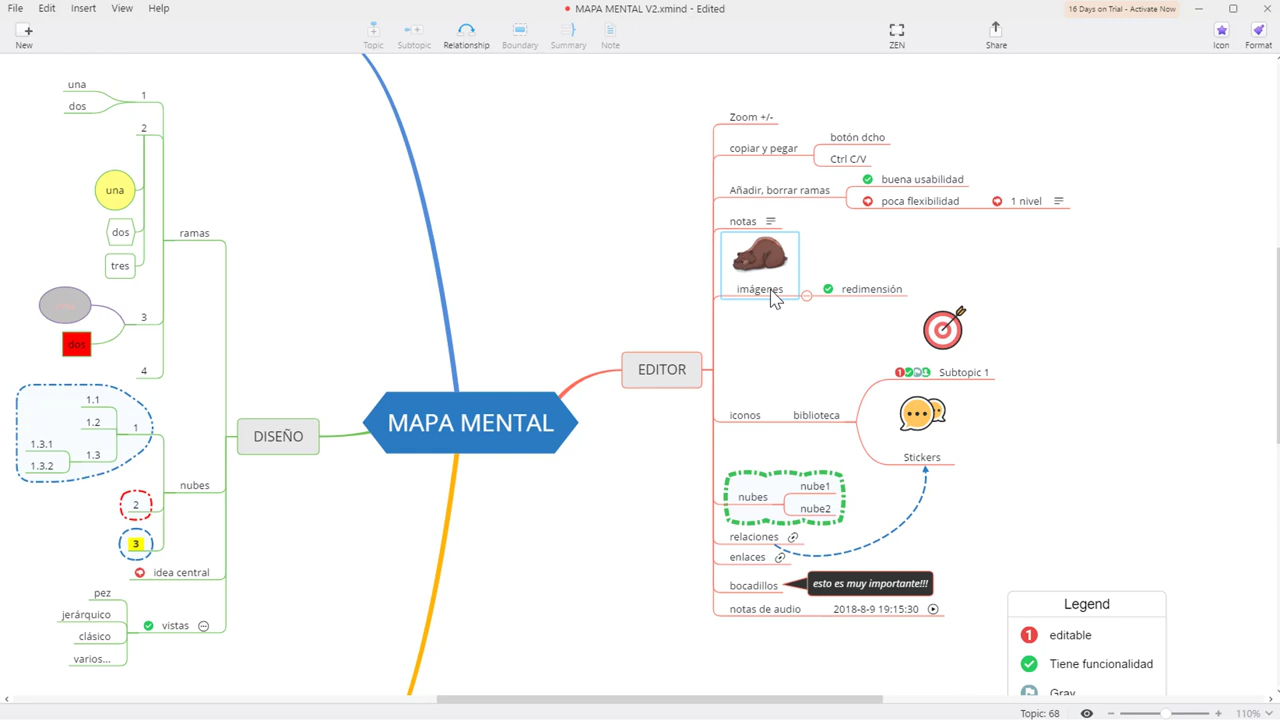 File Edit Insert View Help
MAPA MENTAL V2.xmind - Edited
16 Days on Trial - Activate Now
New
Topic
Subtopic
Relationship
Boundary
Summary
Note
ZEN
Share
Icon
Format
una
dos
1
2
una
dos
tres
3
dos
4
ramas
1.1
1.2
1
1.3.1
1.3
1.3.2
2
3
nubes
idea central
pez
jerárquico
clásico
varios...
vistas
DISEÑO
MAPA MENTAL
EDITOR
Zoom +/-
copiar y pegar
botón dcho
Ctrl C/V
Añadir, borrar ramas
buena usabilidad
poca flexibilidad
1 nivel
notas
imágenes
redimensión
iconos
biblioteca
1
Subtopic 1
Stickers
nubes
nube1
nube2
relaciones
enlaces
bocadillos
esto es muy importante!!!
notas de audio
2018-8-9 19:15:30
Legend
1 editable
Tiene funcionalidad
Gray
Topic: 68
110%